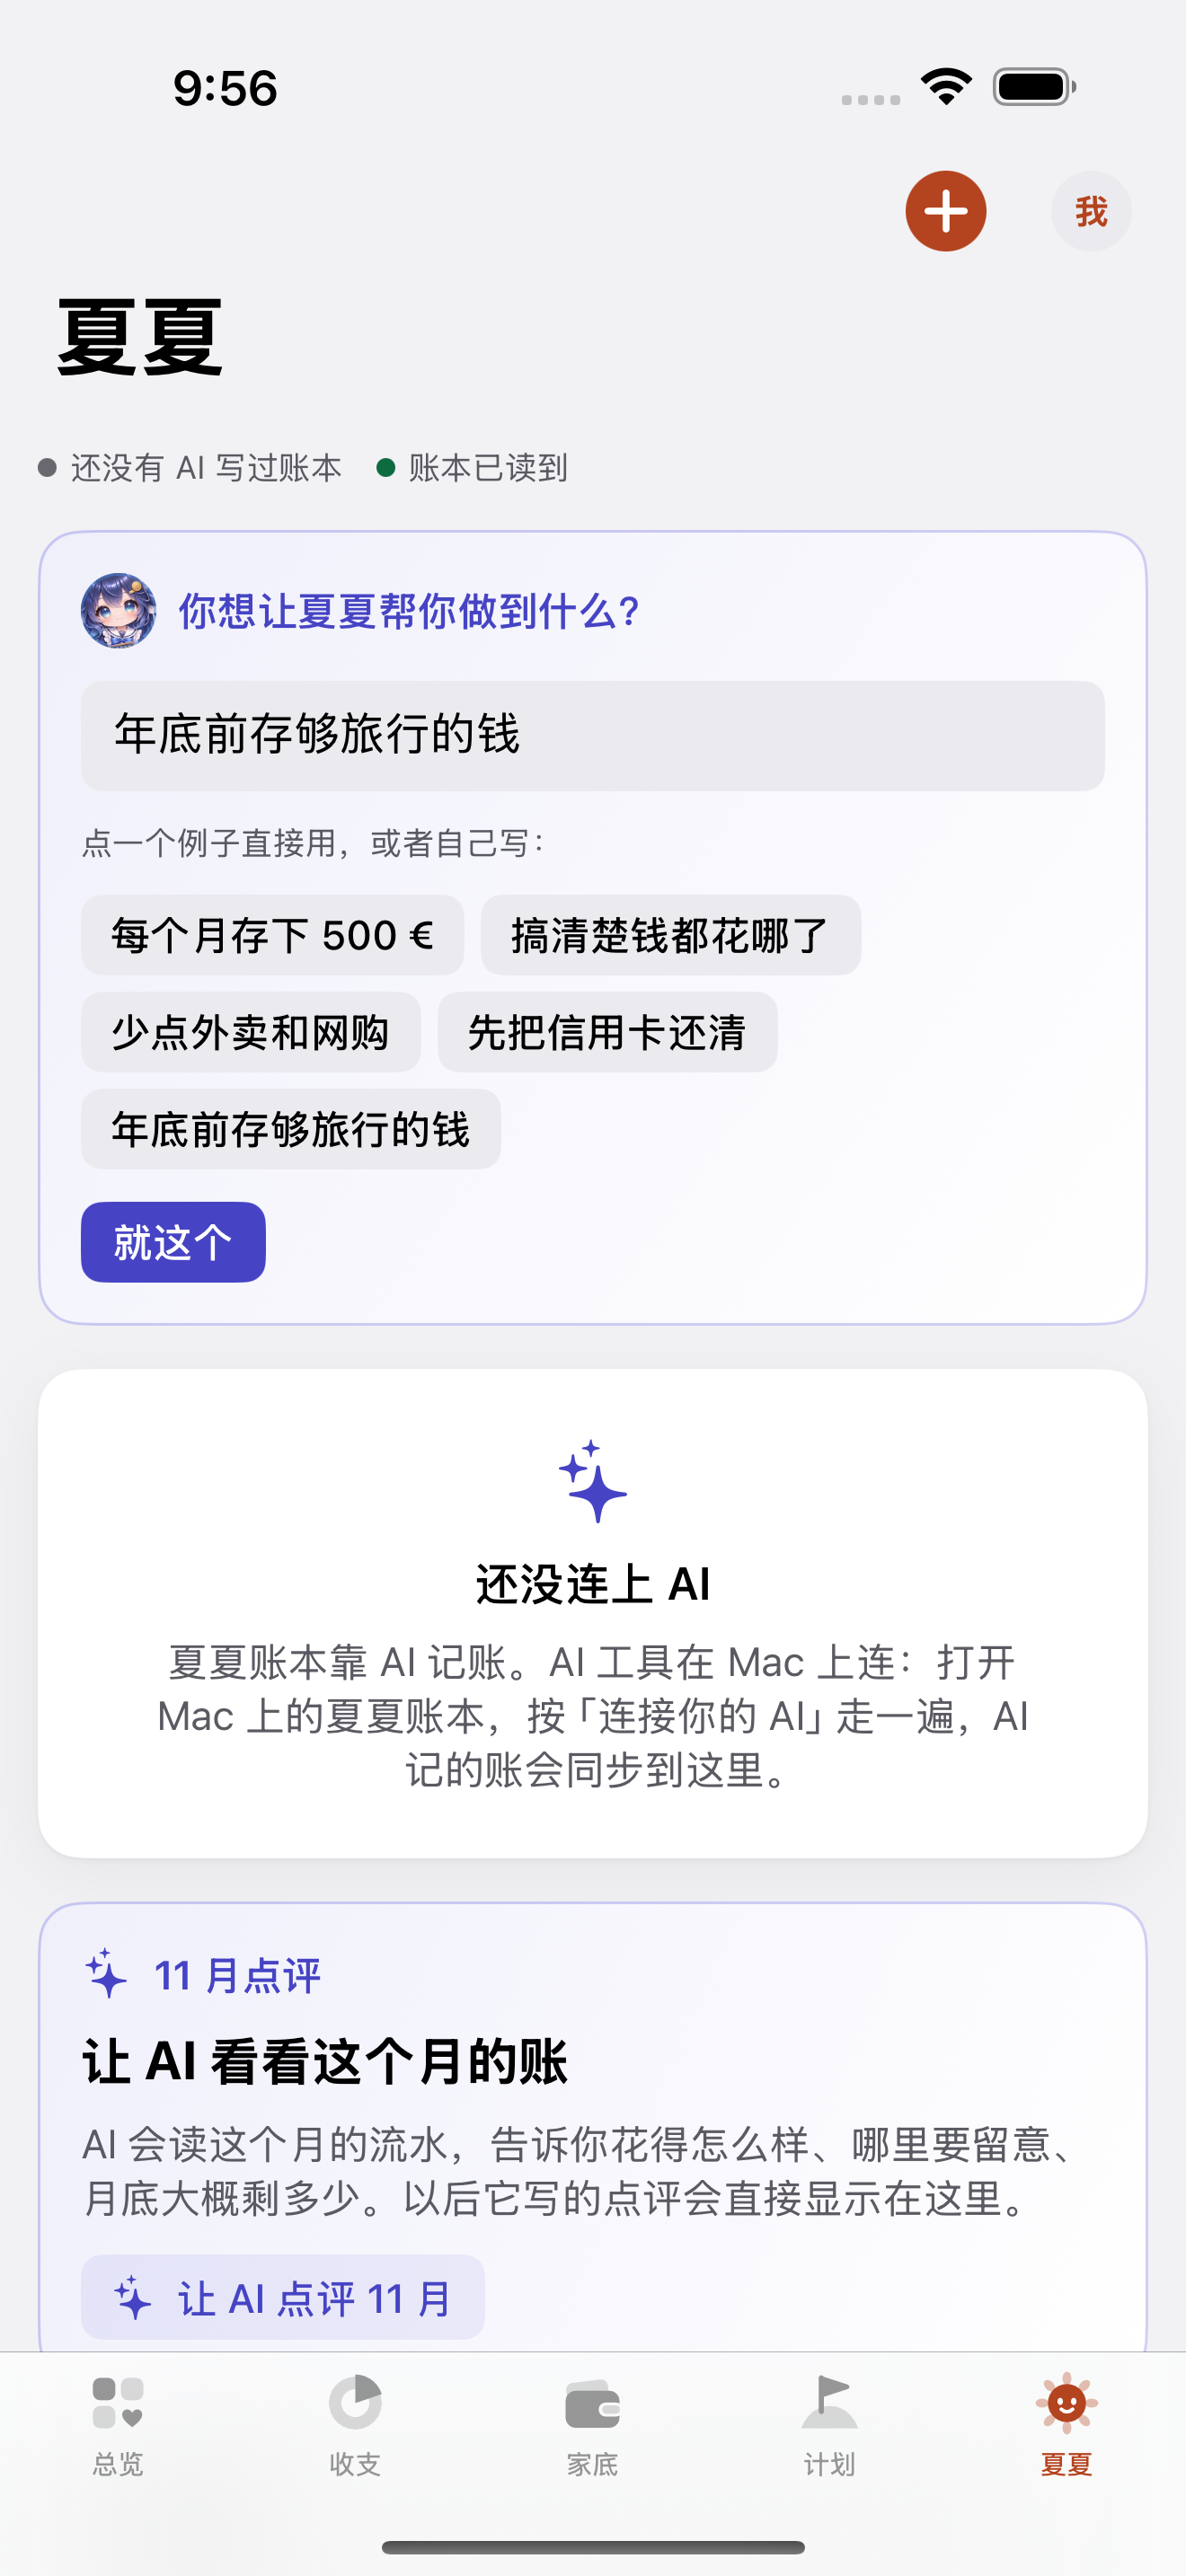 9:56
我
夏夏
还没有 AI 写过账本
账本已读到
你想让夏夏帮你做到什么?
年底前存够旅行的钱
点一个例子直接用，或者自己写：
每个月存下 500 €
搞清楚钱都花哪了
少点外卖和网购
先把信用卡还清
年底前存够旅行的钱
就这个
还没连上 AI
夏夏账本靠 AI 记账。AI 工具在 Mac 上连：打开
Mac 上的夏夏账本，按「连接你的 AI」走一遍，AI
记的账会同步到这里。
11 月点评
让 AI 看看这个月的账
AI 会读这个月的流水，告诉你花得怎么样、哪里要留意、
月底大概剩多少。以后它写的点评会直接显示在这里。
让 AI 点评 11 月
总览
收支
家底
计划
夏夏